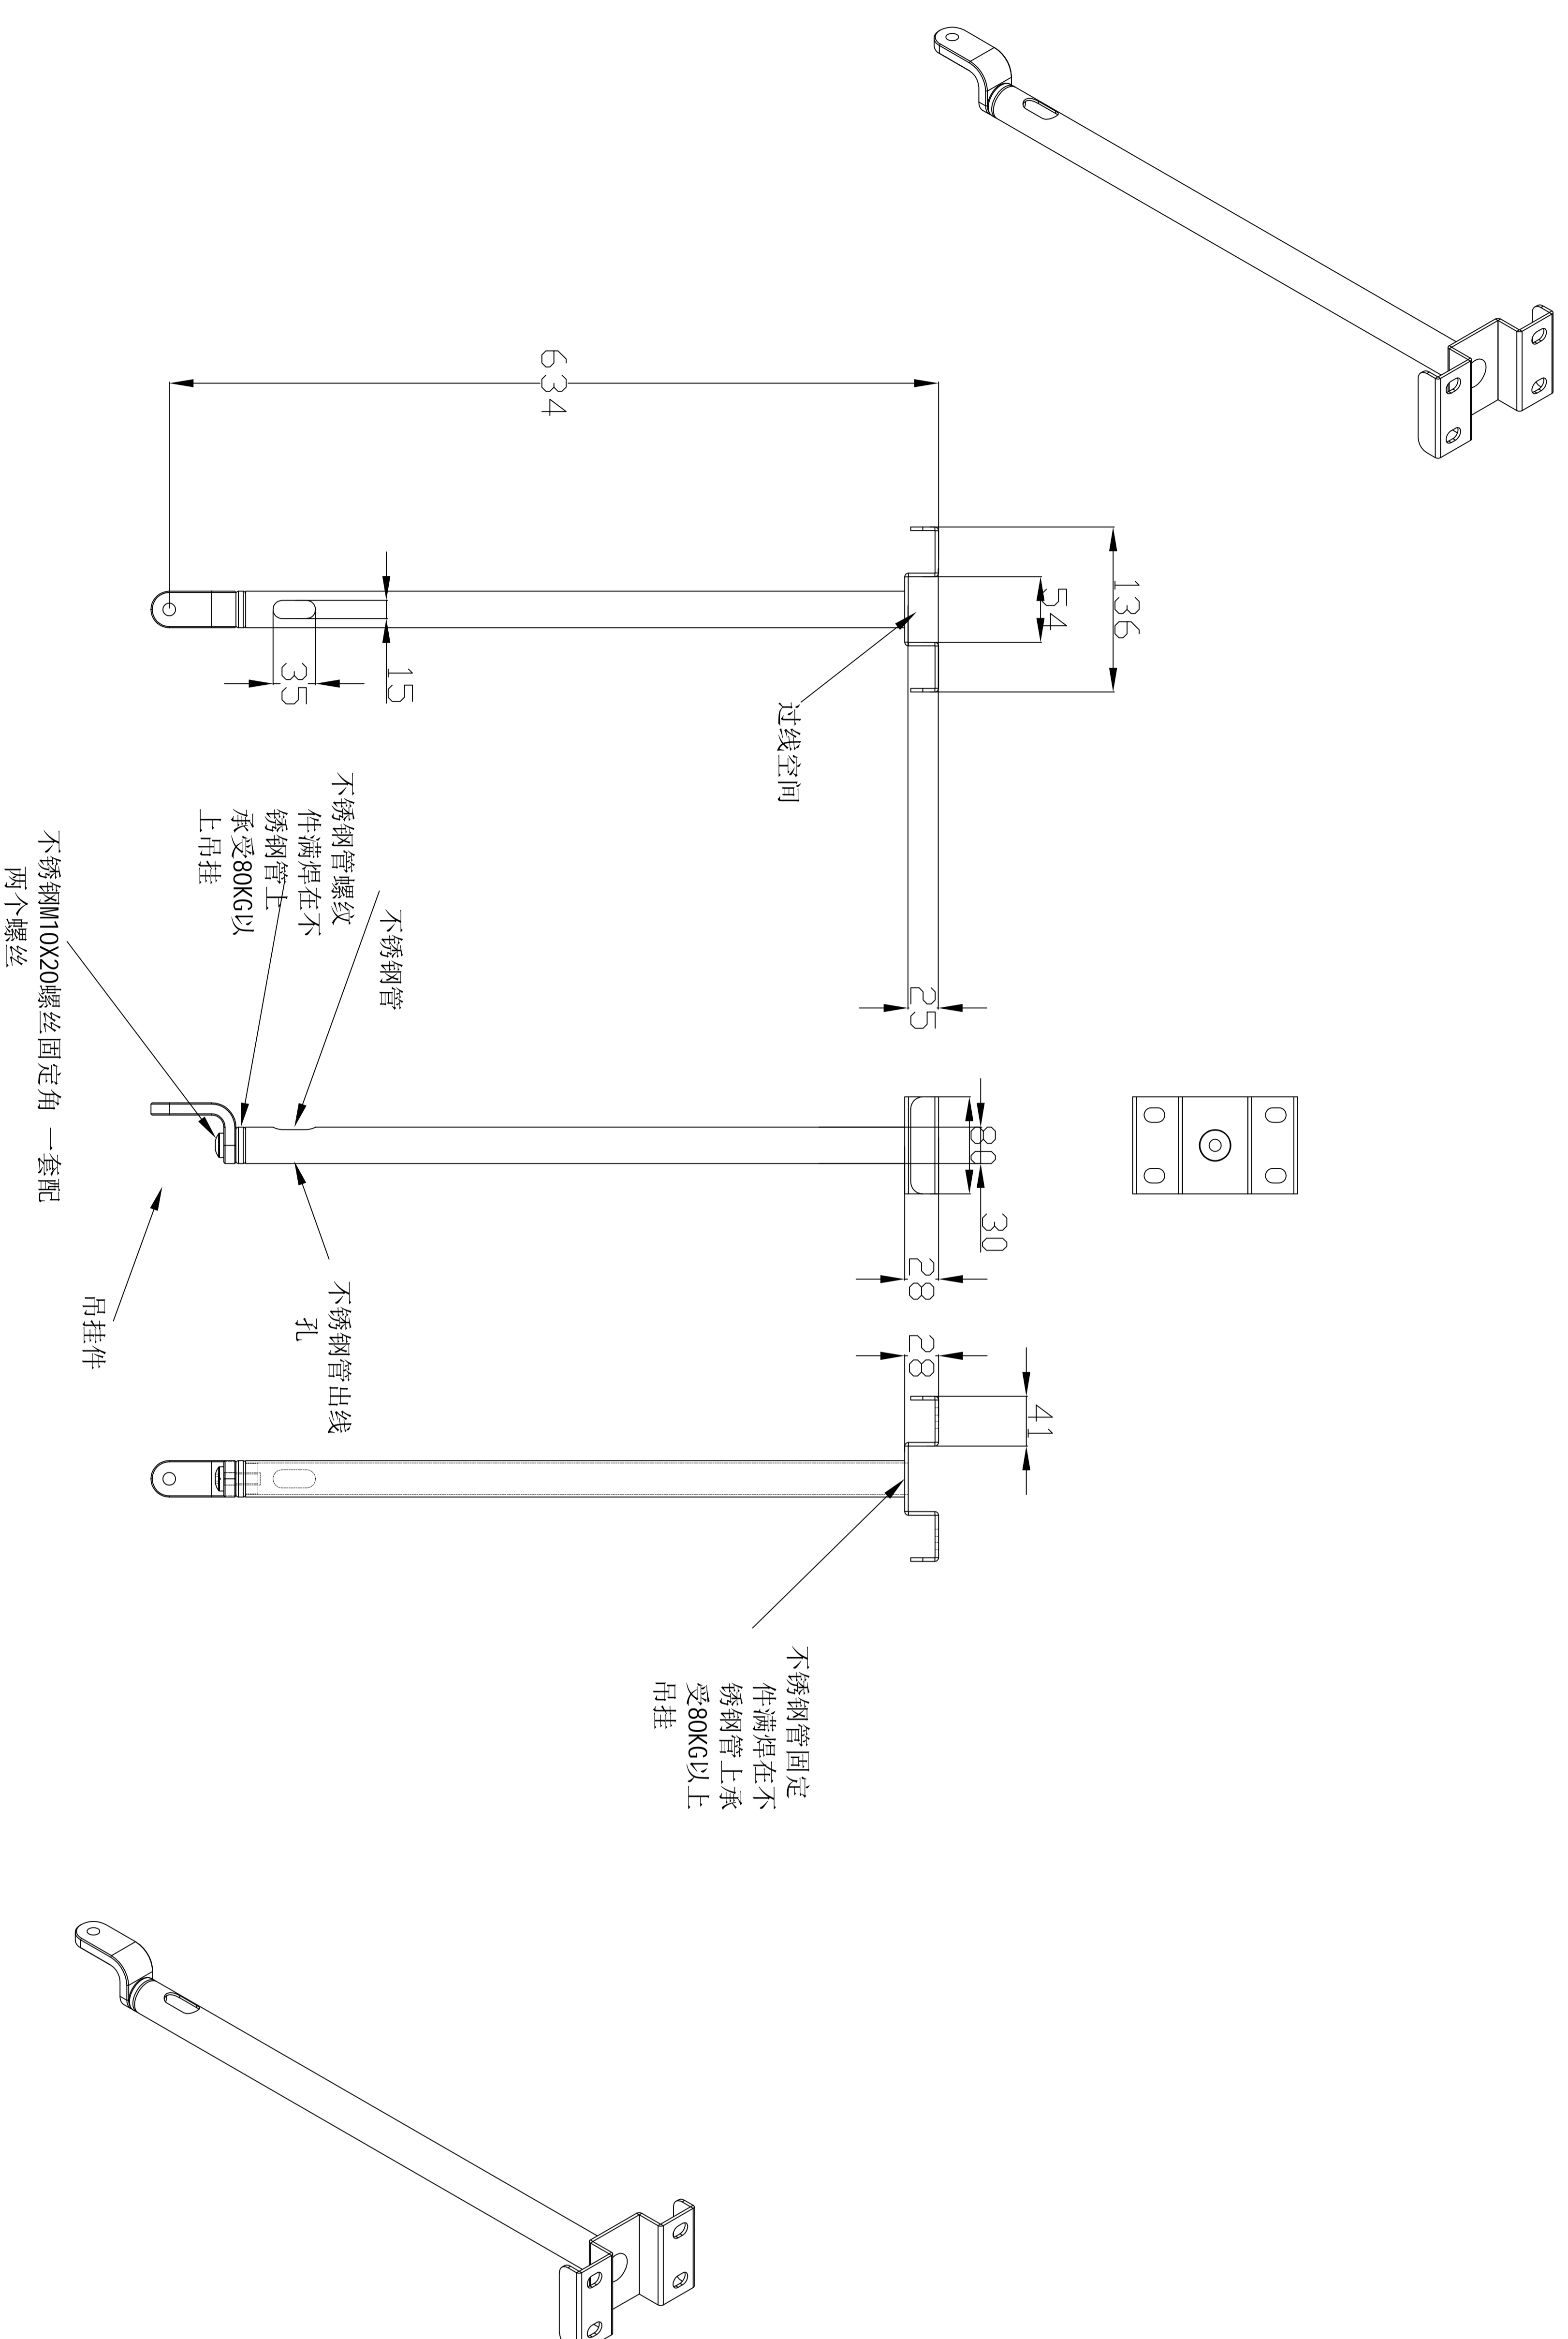 634
136
54
15
35
过线空间
25
不锈钢管螺纹
件满焊在不
锈钢管上
承受80KG以
上吊挂
不锈钢管
不锈钢M10X20螺丝固定角 一套配
两个螺丝
80
30
28
不锈钢管出线
孔
吊挂件
28
41
不锈钢管固定
件满焊在不
锈钢管上承
受80KG以上
吊挂